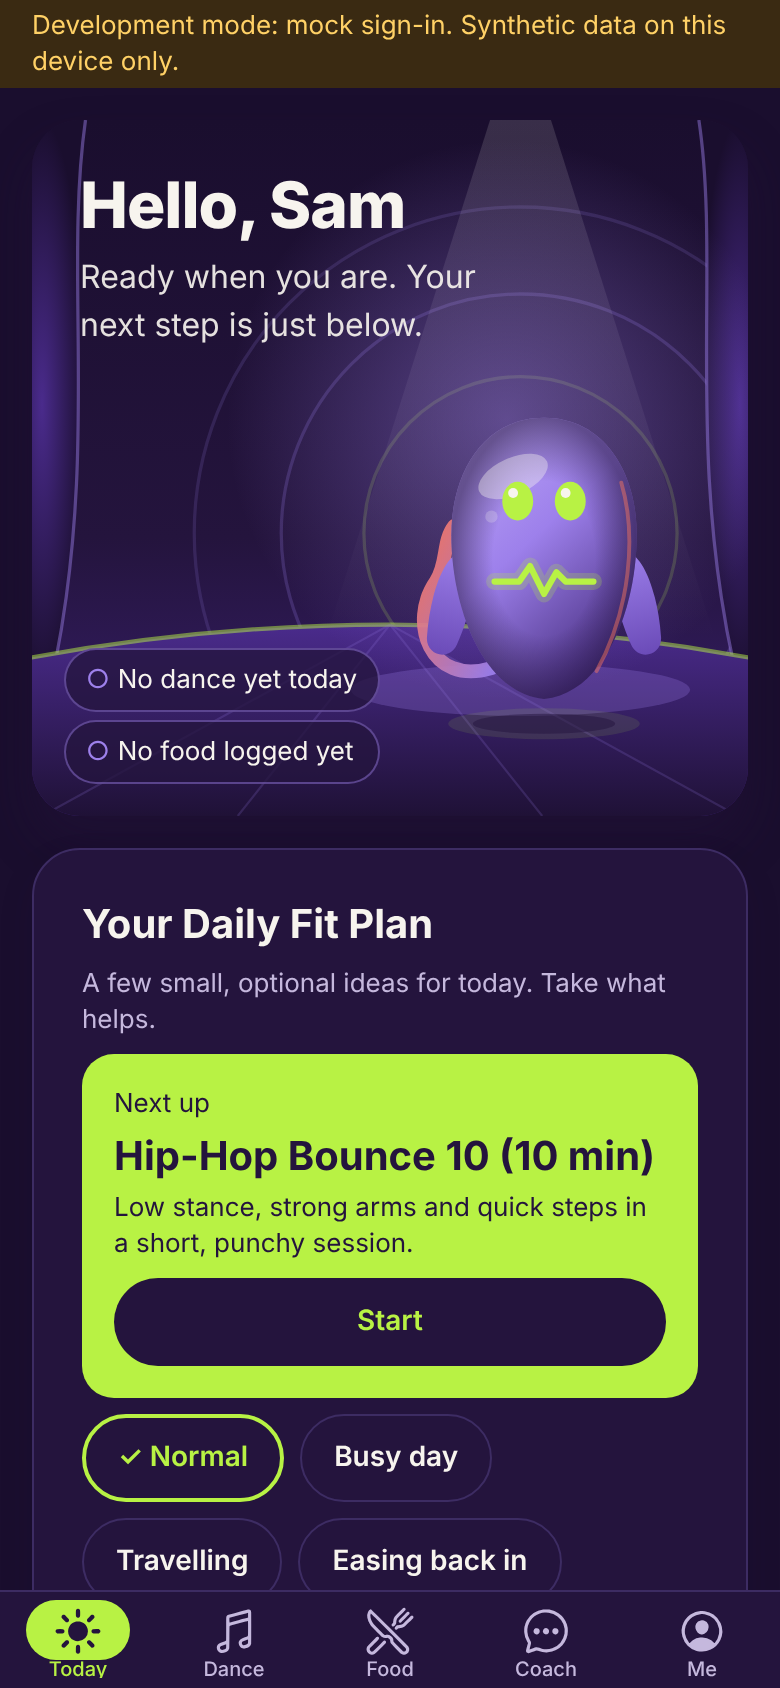 Development mode: mock sign-in. Synthetic data on this
device only.
Hello, Sam
Ready when you are. Your
next step is just below.
No dance yet today
No food logged yet
Your Daily Fit Plan
A few small, optional ideas for today. Take what
helps.
Next up
Hip-Hop Bounce 10 (10 min)
Low stance, strong arms and quick steps in
a short, punchy session.
Start
✓ Normal
Busy day
Travelling
Easing back in
Today
Dance
Food
Coach
Me